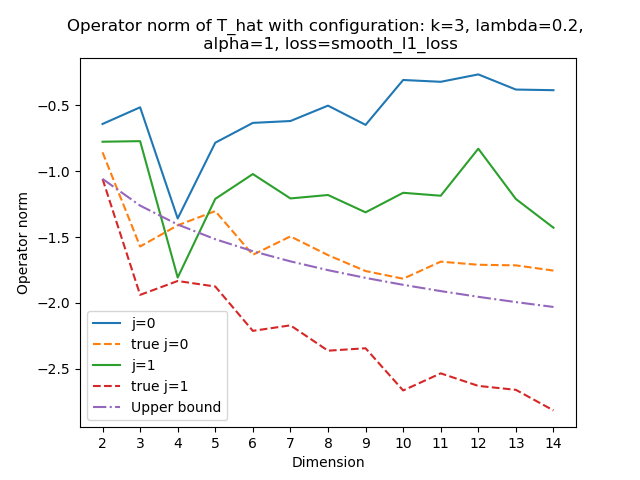 Operator norm of T_hat with configuration: k=3, lambda=0.2,
alpha=1, loss=smooth_l1_loss
Operator norm
−0.5
−1.0
−1.5
−2.0
−2.5
j=0
true j=0
j=1
true j=1
Upper bound
2 3 4 5 6 7 8 9 10 11 12 13 14
Dimension